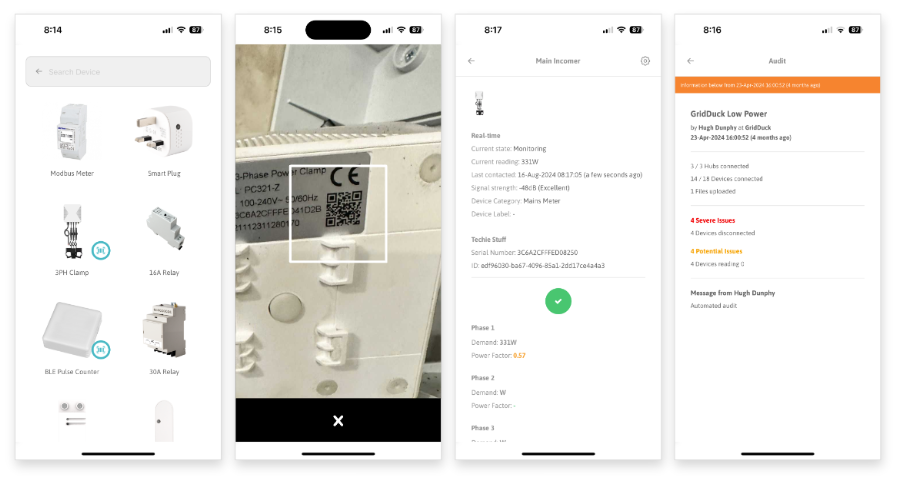 8:14
87
Search Device
Modbus Meter
Smart Plug
3PH Clamp
16A Relay
BLE Pulse Counter
30A Relay
8:15
87
3-Phase Power Clamp
PC321-Z
100-240V~ 50/60Hz
CE
8:17
87
Main Incomer
Real-time
Current state: Monitoring
Current reading: 331W
Last contacted: 16-Aug-2024 08:17:05 (a few seconds ago)
Signal strength: -48dB (Excellent)
Device Category: Mains Meter
Device Label: -
Techie Stuff
Serial Number: 3C6A2CFFFED08250
ID: edf96030-ba67-4096-85a1-2dd17ce4a4a3
Phase 1
Demand: 331W
Power Factor: 0.57
Phase 2
Demand: W
Power Factor: -
Phase 3
8:16
87
Audit
Information below from 23-Apr-2024 16:00:52 (4 months ago)
GridDuck Low Power
by Hugh Dunphy at GridDuck
23-Apr-2024 16:00:52 (4 months ago)
3 / 3 Hubs connected
14 / 18 Devices connected
1 Files uploaded
4 Severe Issues
4 Devices disconnected
4 Potential Issues
4 Devices reading 0
Message from Hugh Dunphy
Automated audit